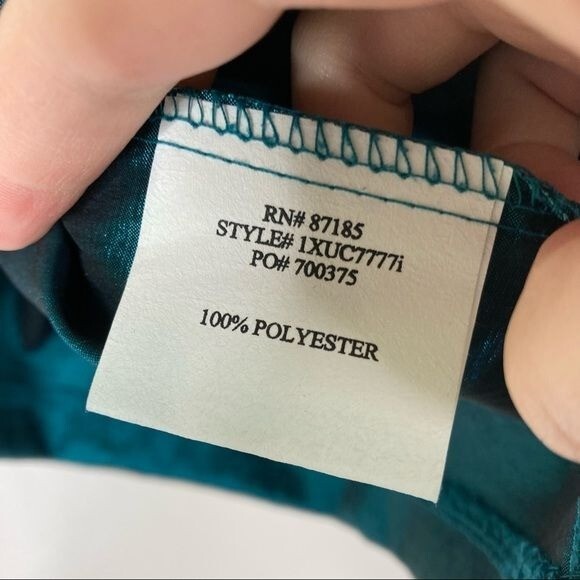 RN# 87185
STYLE# 1XUC7777i
PO# 700375
100% POLYESTER